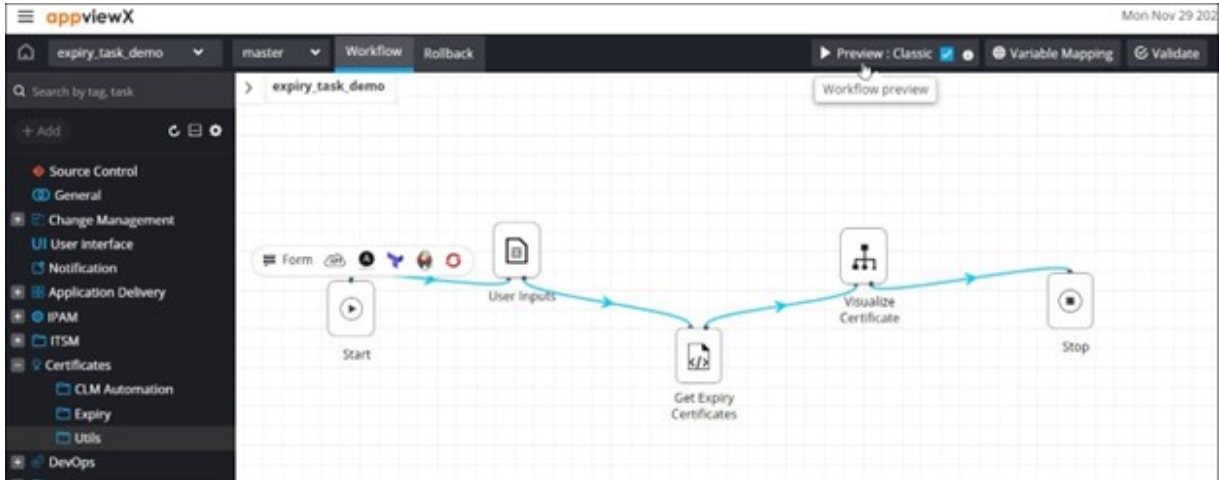 appviewX
Mon Nov 29 202
expiry_task_demo
master
Workflow
Rollback
Preview : Classic
Variable Mapping
Validate
Search by tag, task
expiry_task_demo
Workflow preview
+ Add
Source Control
General
Change Management
UI User Interface
Notification
Application Delivery
IPAM
ITSM
Certificates
CLM Automation
Expiry
Utils
DevOps
Form
API
A
Start
User Inputs
Get Expiry
Certificates
Visualize
Certificate
Stop